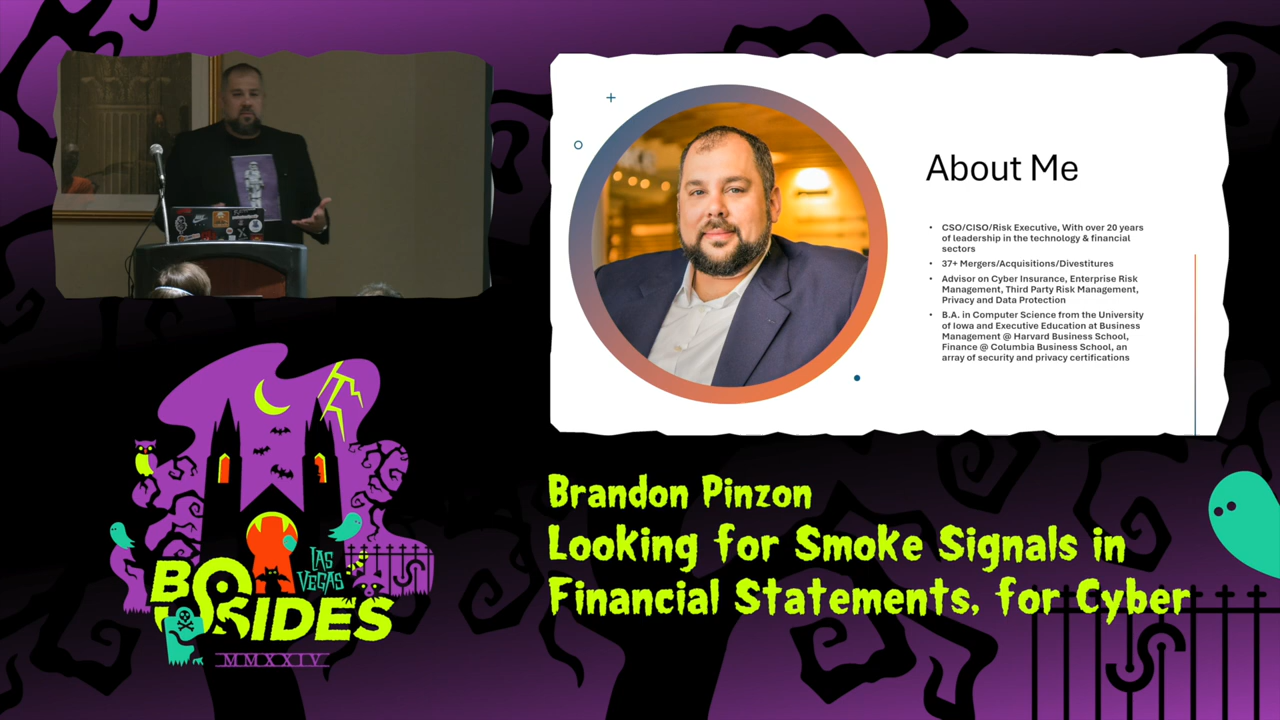 About Me
• CSO/CISO/Risk Executive, With over 20 years
of leadership in the technology & financial
sectors
• 37+ Mergers/Acquisitions/Divestitures
• Advisor on Cyber Insurance, Enterprise Risk
Management, Third Party Risk Management,
Privacy and Data Protection
• B.A. in Computer Science from the University
of Iowa and Executive Education at Business
Management @ Harvard Business School,
Finance @ Columbia Business School, an
array of security and privacy certifications
LAS
VEGAS
BSIDES
MMXXIV
Brandon Pinzon
Looking for Smoke Signals in
Financial Statements, for Cyber